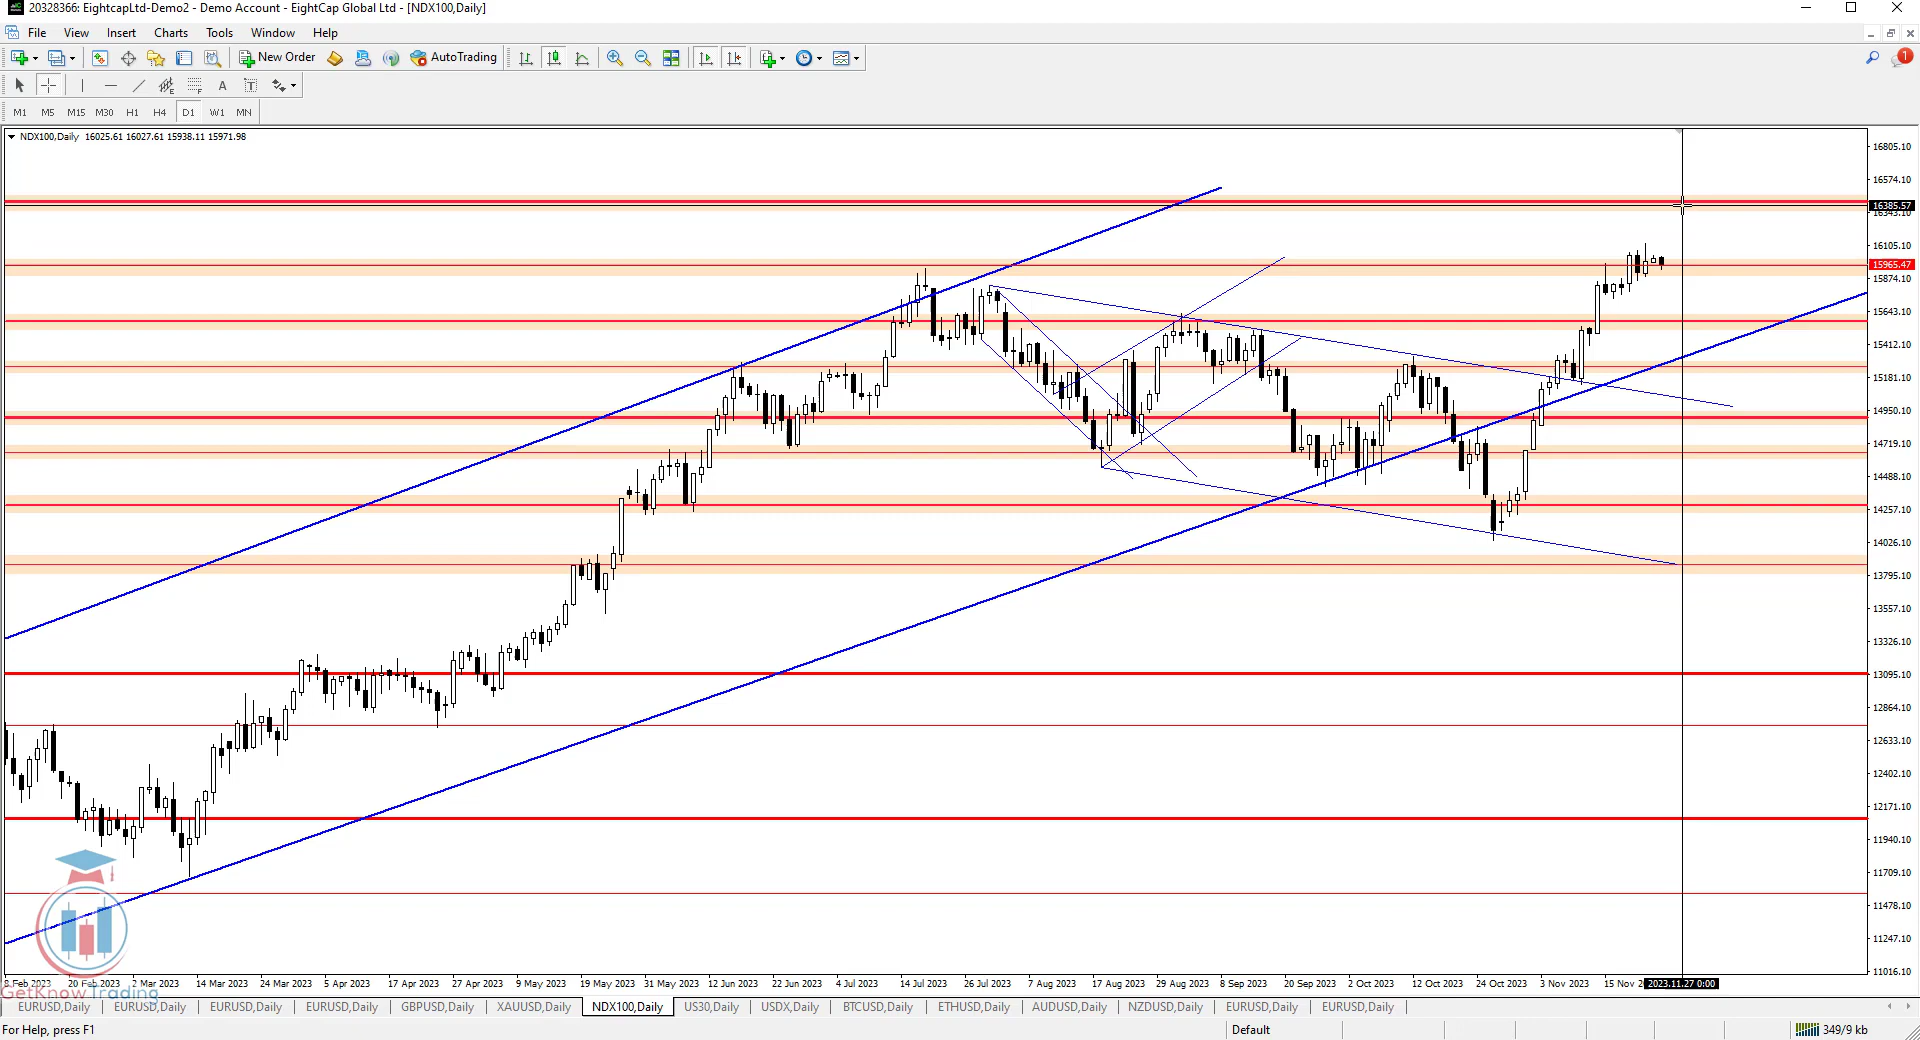 20328366: EightcapLtd-Demo2 - Demo Account - EightCap Global Ltd - [NDX100,Daily]
File View Insert Charts Tools Window Help
New Order AutoTrading
A T
M1 M5 M15 M30 H1 H4 D1 W1 MN
1
NDX100,Daily 16025.61 16027.61 15938.11 15971.98
16805.10
16574.10
16385.57
16343.10
16105.10
15965.47
15874.10
15643.10
15412.10
15181.10
14950.10
14719.10
14488.10
14257.10
14026.10
13795.10
13557.10
13326.10
13095.10
12864.10
12633.10
12402.10
12171.10
11940.10
11709.10
11478.10
11247.10
11016.10
8 Feb 2023 20 Feb 2023 2 Mar 2023 14 Mar 2023 24 Mar 2023 5 Apr 2023 17 Apr 2023 27 Apr 2023 9 May 2023 19 May 2023 31 May 2023 12 Jun 2023 22 Jun 2023 4 Jul 2023 14 Jul 2023 26 Jul 2023 7 Aug 2023 17 Aug 2023 29 Aug 2023 8 Sep 2023 20 Sep 2023 2 Oct 2023 12 Oct 2023 24 Oct 2023 3 Nov 2023 15 Nov 2 2023.11.27 0:00
GetKnowTrading
EURUSD,Daily EURUSD,Daily EURUSD,Daily EURUSD,Daily GBPUSD,Daily XAUUSD,Daily NDX100,Daily US30,Daily USDX,Daily BTCUSD,Daily ETHUSD,Daily AUDUSD,Daily NZDUSD,Daily EURUSD,Daily EURUSD,Daily
For Help, press F1 Default 349/9 kb